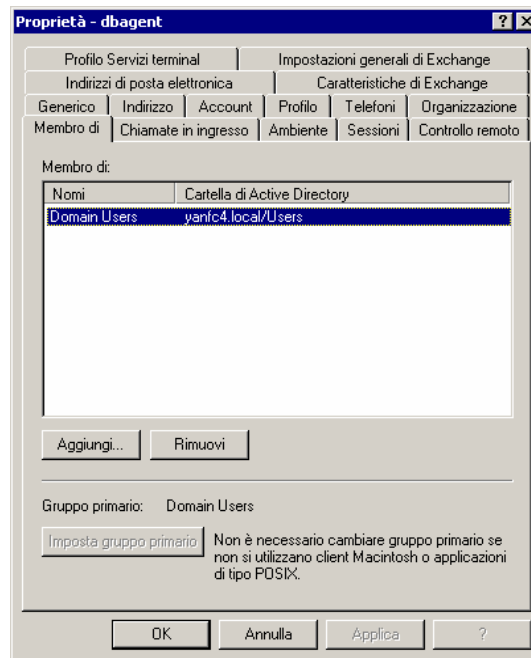 Proprietà - dbagent
Profilo Servizi terminal
Impostazioni generali di Exchange
Indirizzi di posta elettronica
Caratteristiche di Exchange
Generico
Indirizzo
Account
Profilo
Telefoni
Organizzazione
Membro di
Chiamate in ingresso
Ambiente
Sessioni
Controllo remoto
Membro di:
Nomi
Cartella di Active Directory
Domain Users
yanfc4.local/Users
Aggiungi...
Rimuovi
Gruppo primario:
Domain Users
Imposta gruppo primario
Non è necessario cambiare gruppo primario se
non si utilizzano client Macintosh o applicazioni
di tipo POSIX.
OK
Annulla
Applica
?